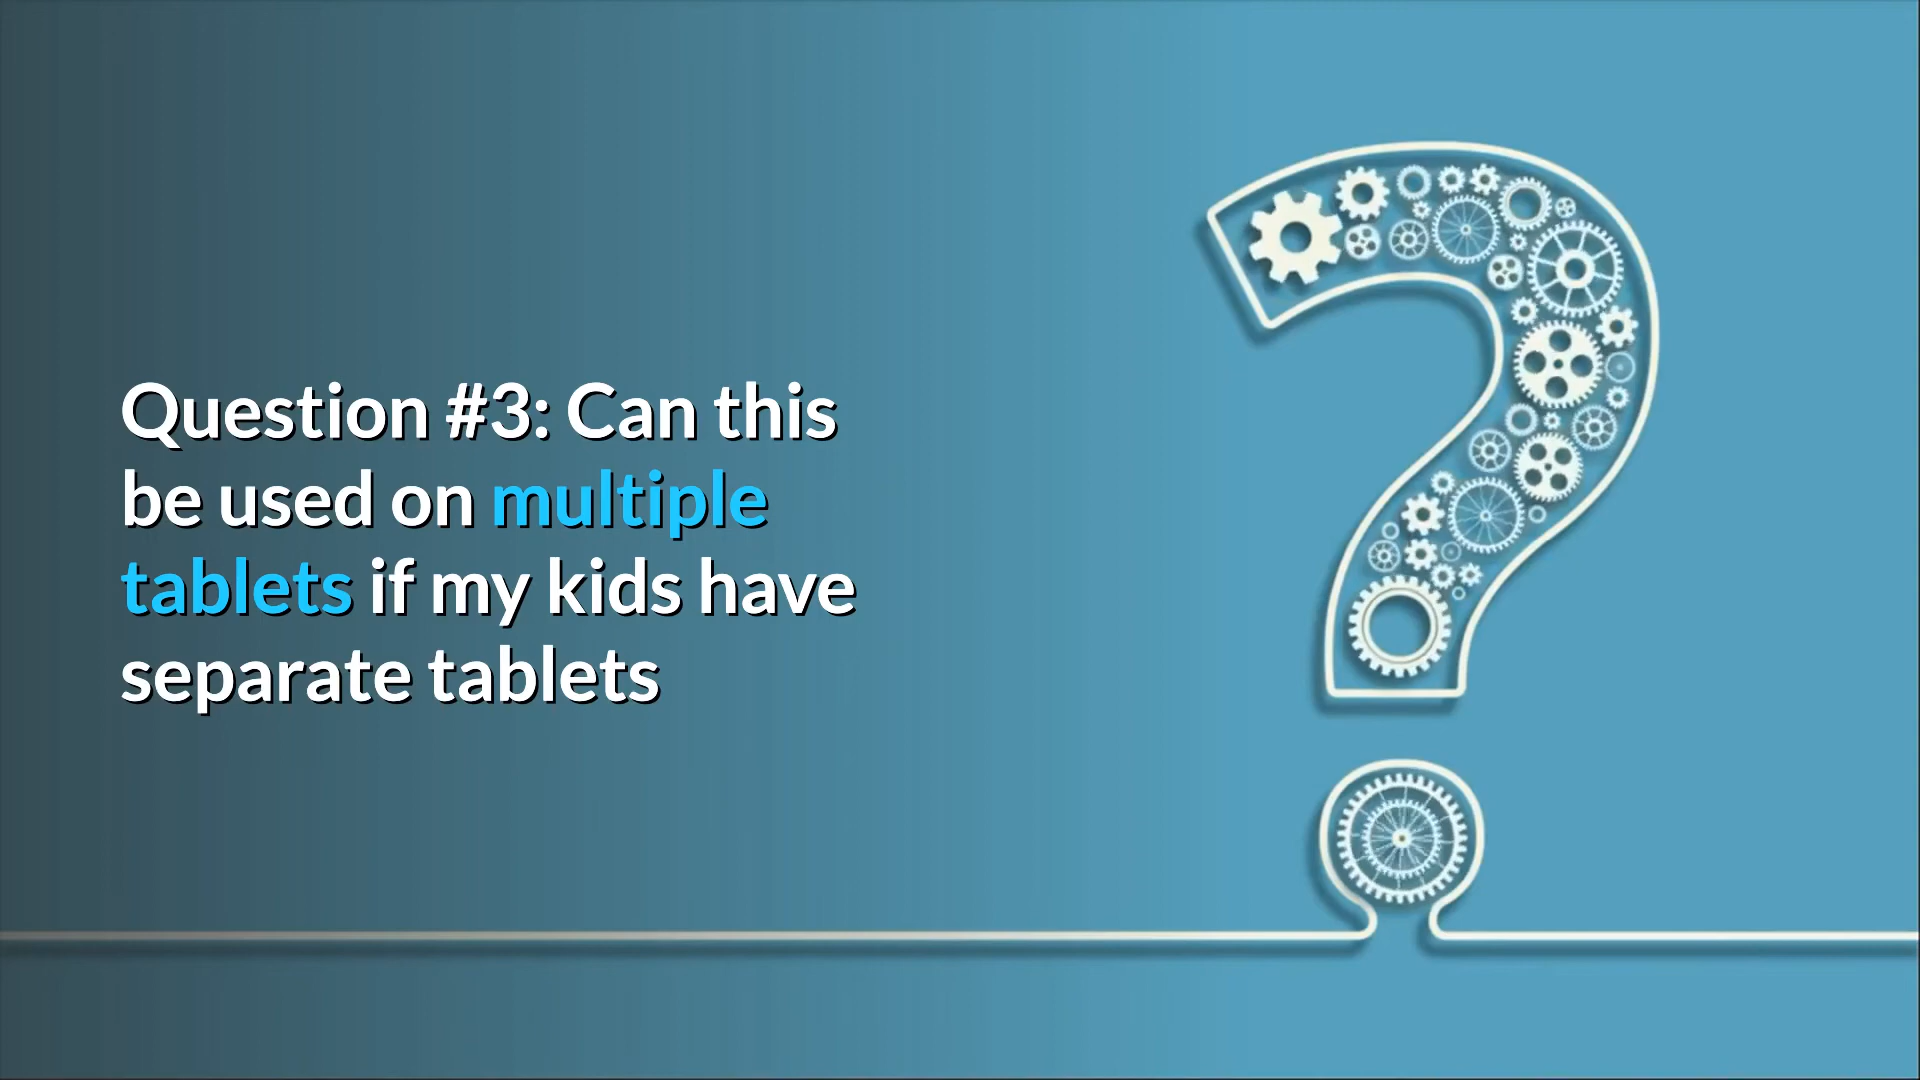 Question #3: Can this
be used on multiple
tablets if my kids have
separate tablets